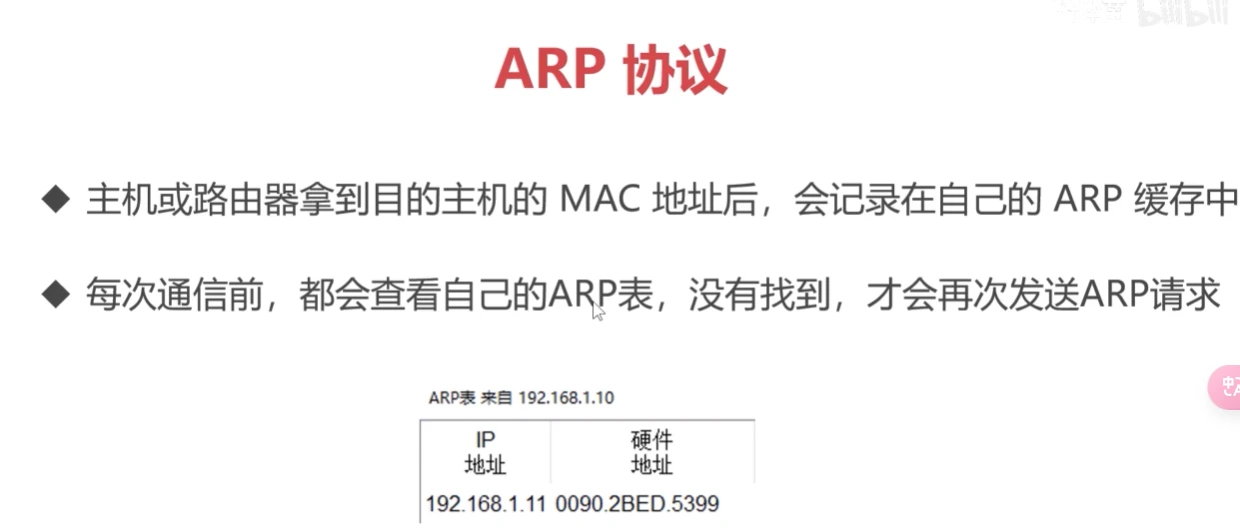 bilibili
ARP 协议
◆ 主机或路由器拿到目的主机的 MAC 地址后，会记录在自己的 ARP 缓存中
◆ 每次通信前，都会查看自己的ARP表，没有找到，才会再次发送ARP请求
ARP表 来自 192.168.1.10
IP 硬件
地址 地址
192.168.1.11 0090.2BED.5399